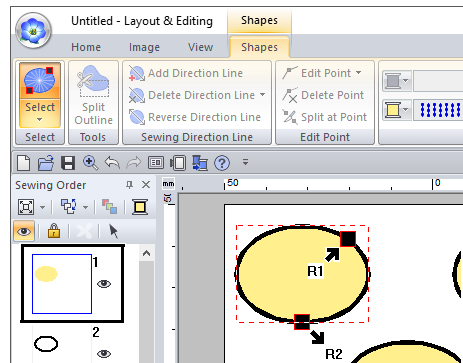 Untitled - Layout & Editing
Shapes
Home
Image
View
Shapes
Select
Select
Split
Outline
Tools
Add Direction Line
Delete Direction Line
Reverse Direction Line
Sewing Direction Line
Edit Point
Delete Point
Split at Point
Edit Point
Sewing Order
mm
50
0
50
1
2
R1
R2